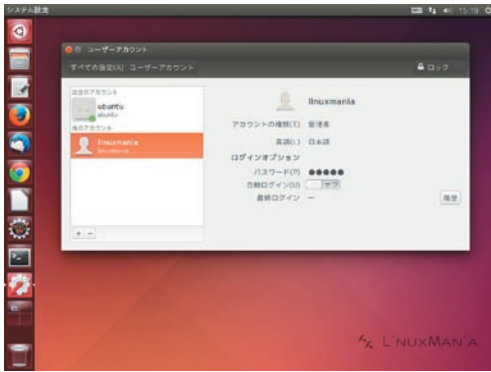 システム設定
15:18
ユーザーアカウント
すべての設定(A) ユーザーアカウント
ロック
自分のアカウント
ubuntu
ubuntu
他のアカウント
linuxmania
linuxmania
linuxmania
アカウントの種類(T) 管理者
言語(L) 日本語
ログインオプション
パスワード(P) ●●●●●
自動ログイン(U) オフ
最終ログイン —
履歴
+ −
L'NUXMAN'A